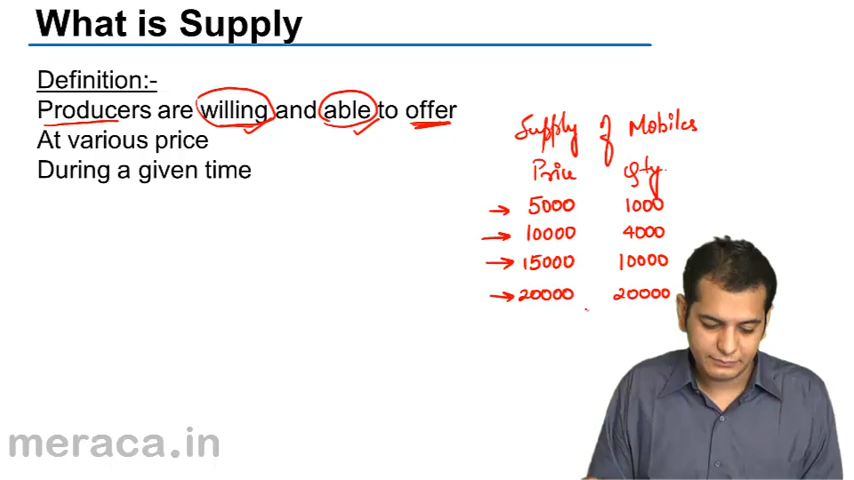 What is Supply
Definition:-
Producers are willing and able to offer
At various price
During a given time
Supply of Mobiles
Price Qty.
5000 1000
10000 4000
15000 10000
20000 20000
meraca.in